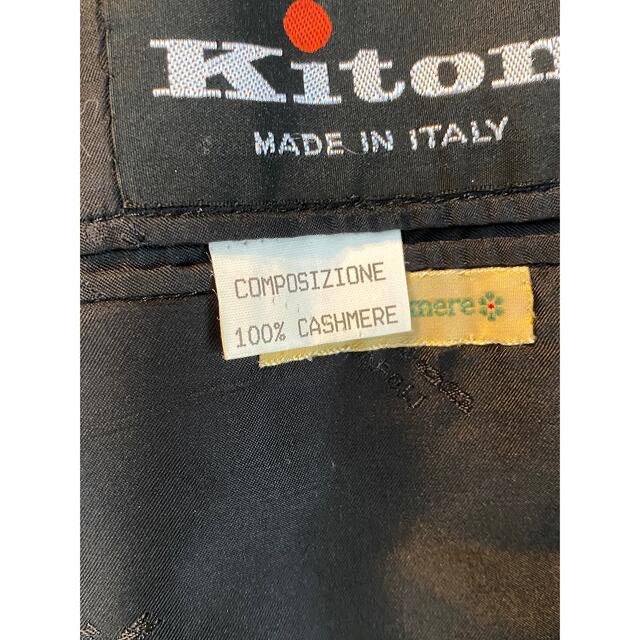 Kiton
MADE IN ITALY
COMPOSIZIONE
100% CASHMERE
mere